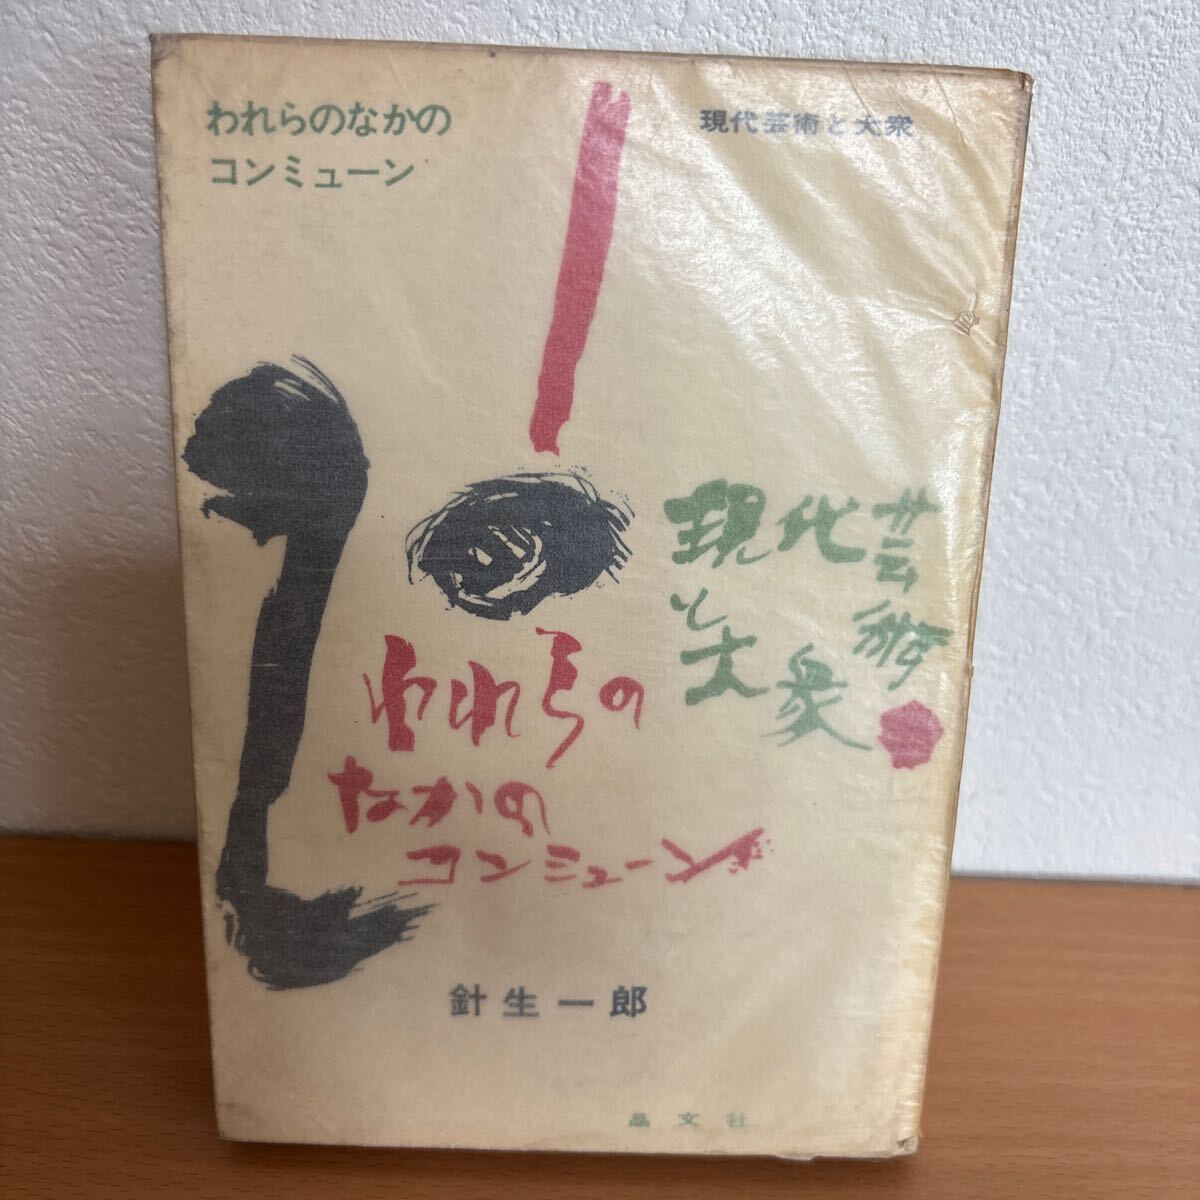 われらのなかの
コンミューン
現代芸術と大衆
現代芸術
と大衆
われらの
なかの
コンミューン
針生一郎
晶文社